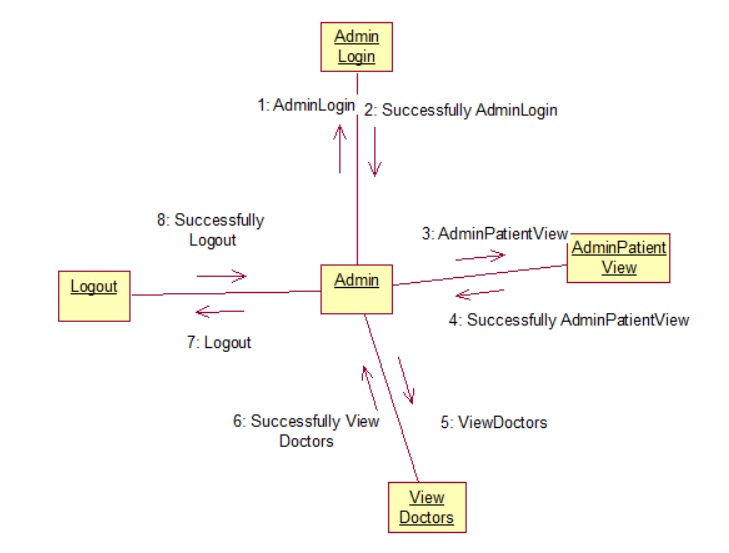 Admin
Login
1: AdminLogin
2: Successfully AdminLogin
8: Successfully
Logout
3: AdminPatientView
AdminPatient
View
Logout
Admin
4: Successfully AdminPatientView
7: Logout
6: Successfully View
Doctors
5: ViewDoctors
View
Doctors